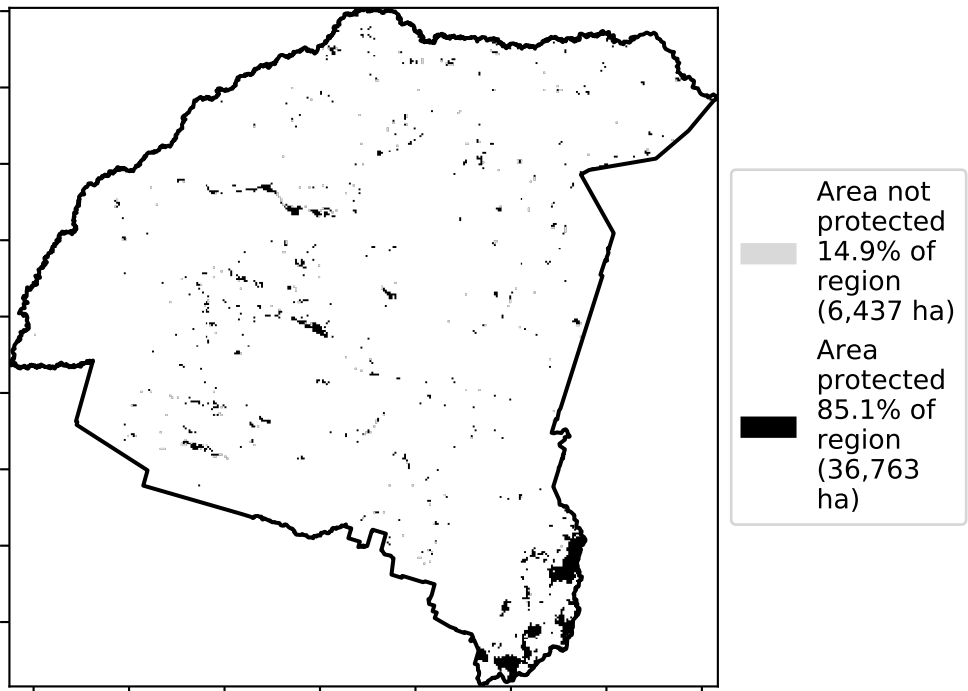 Area not
protected
14.9% of
region
(6,437 ha)
Area
protected
85.1% of
region
(36,763
ha)